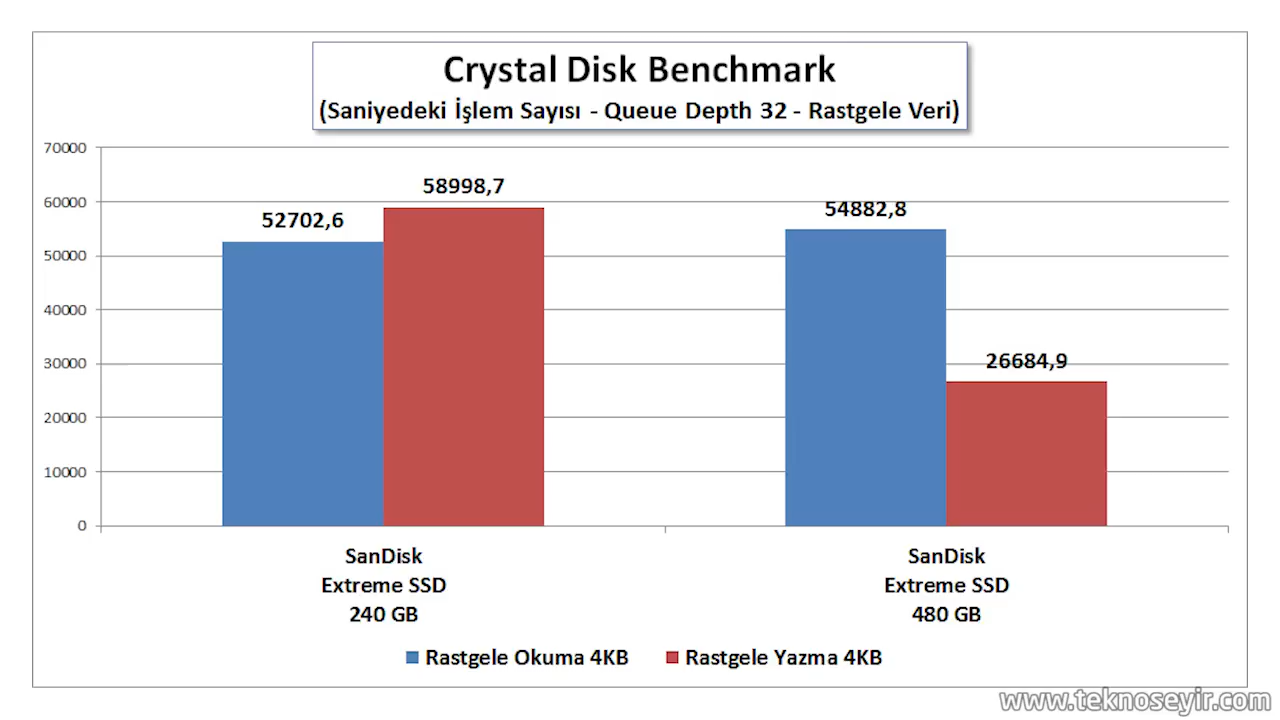 Crystal Disk Benchmark
(Saniyedeki İşlem Sayısı - Queue Depth 32 - Rastgele Veri)
70000
60000
50000
40000
30000
20000
10000
0
52702,6
58998,7
54882,8
26684,9
SanDisk
Extreme SSD
240 GB
SanDisk
Extreme SSD
480 GB
Rastgele Okuma 4KB
Rastgele Yazma 4KB
www.teknoseyir.com